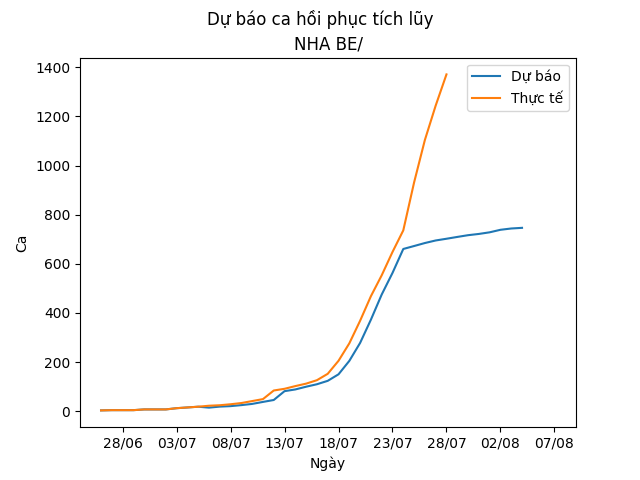 Dự báo ca hồi phục tích lũy
NHA BE/
Dự báo
Thực tế
1400
1200
1000
800
600
400
200
0
Ca
28/06 03/07 08/07 13/07 18/07 23/07 28/07 02/08 07/08
Ngày